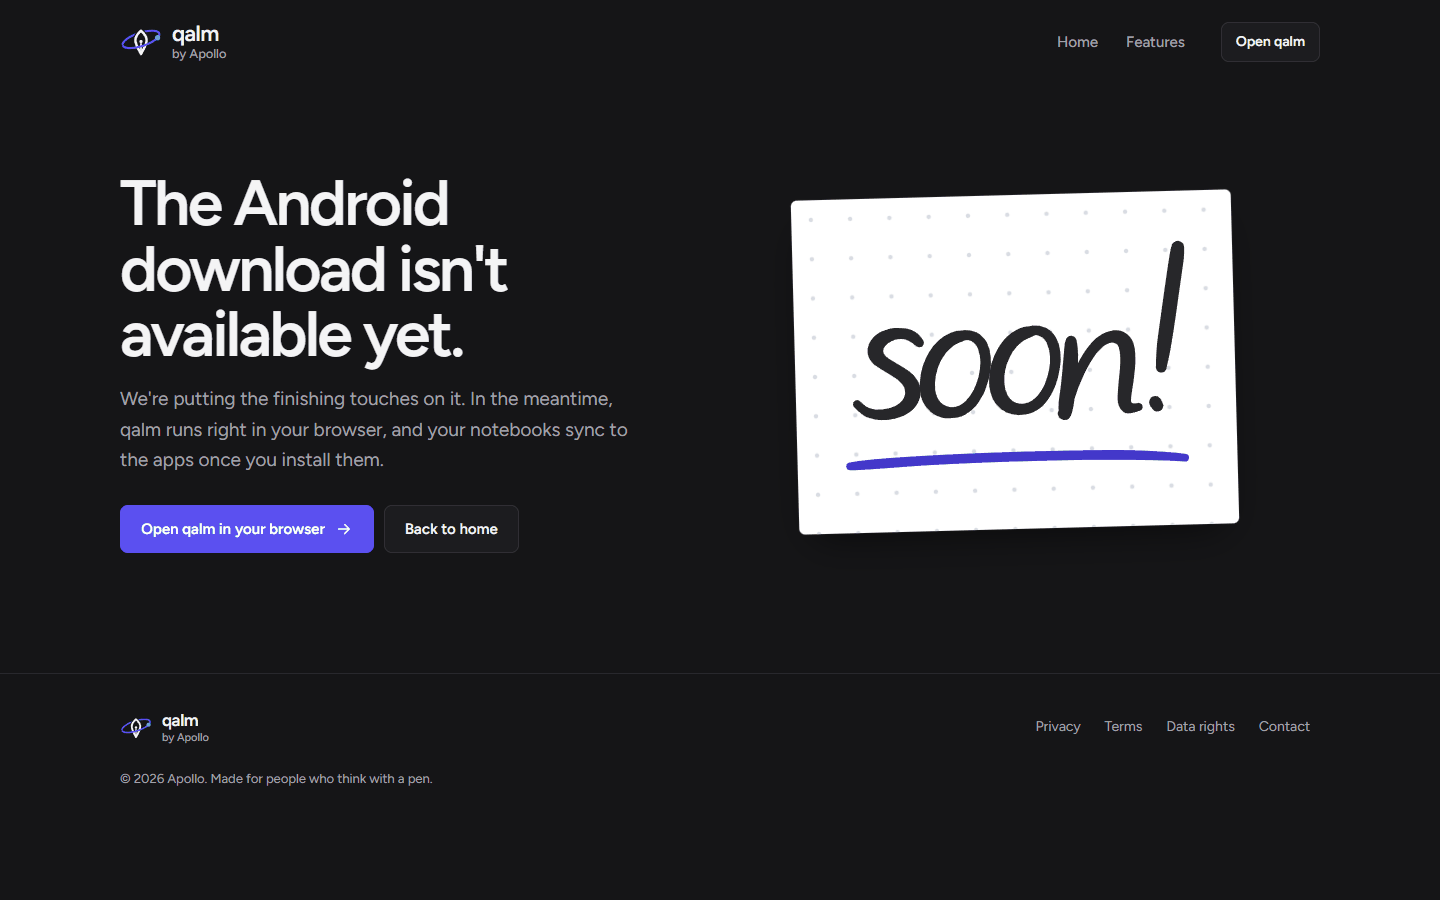 qalm
by Apollo
Home
Features
Open qalm
The Android
download isn't
available yet.
We're putting the finishing touches on it. In the meantime,
qalm runs right in your browser, and your notebooks sync to
the apps once you install them.
Open qalm in your browser →
Back to home
soon!
qalm
by Apollo
Privacy
Terms
Data rights
Contact
© 2026 Apollo. Made for people who think with a pen.